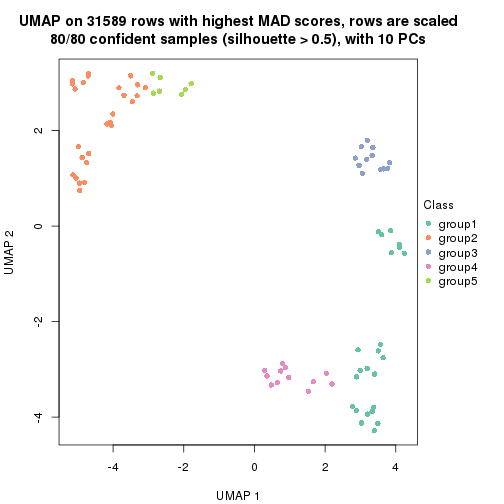 UMAP on 31589 rows with highest MAD scores, rows are scaled
80/80 confident samples (silhouette > 0.5), with 10 PCs
UMAP 2
2
0
-2
-4
-4
-2
0
2
4
UMAP 1
Class
group1
group2
group3
group4
group5